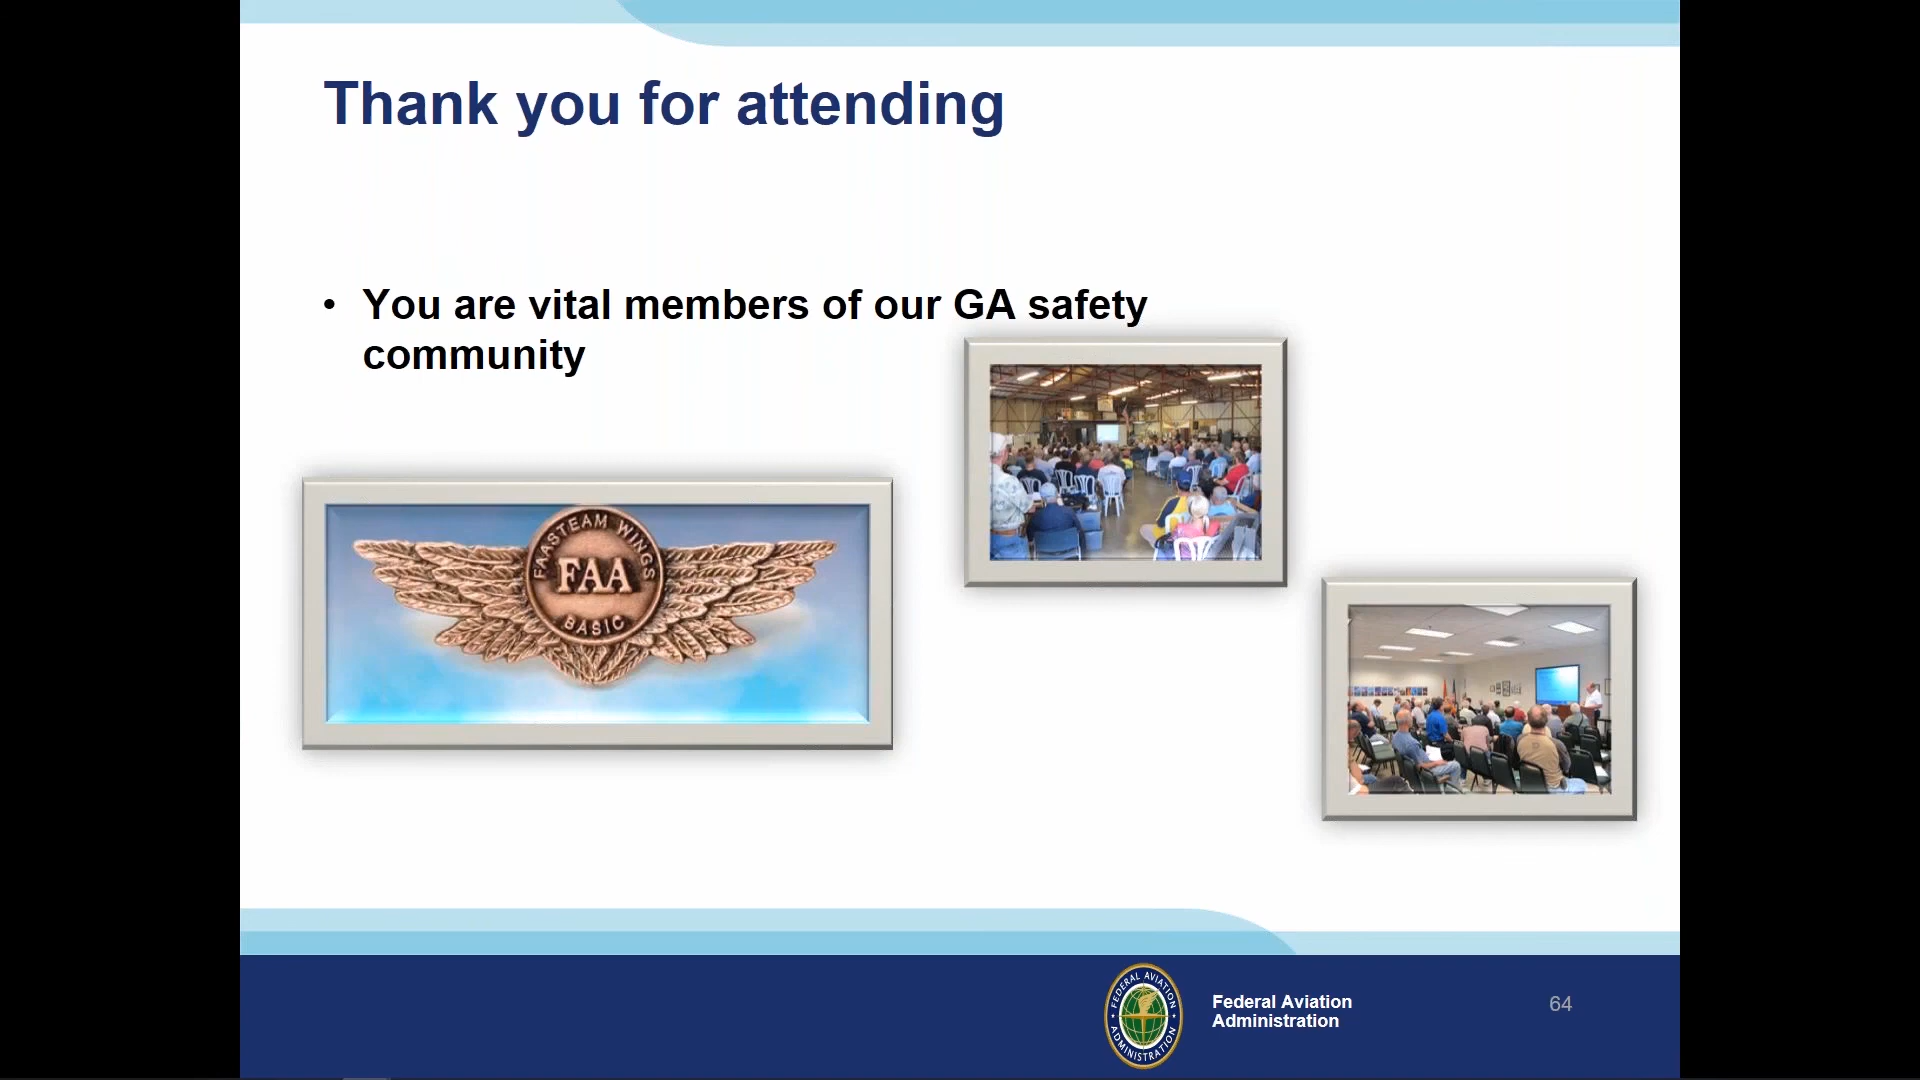 Thank you for attending
• You are vital members of our GA safety
community
FAASTEAM WINGS
FAA
BASIC
FEDERAL AVIATION
ADMINISTRATION
Federal Aviation
Administration
64